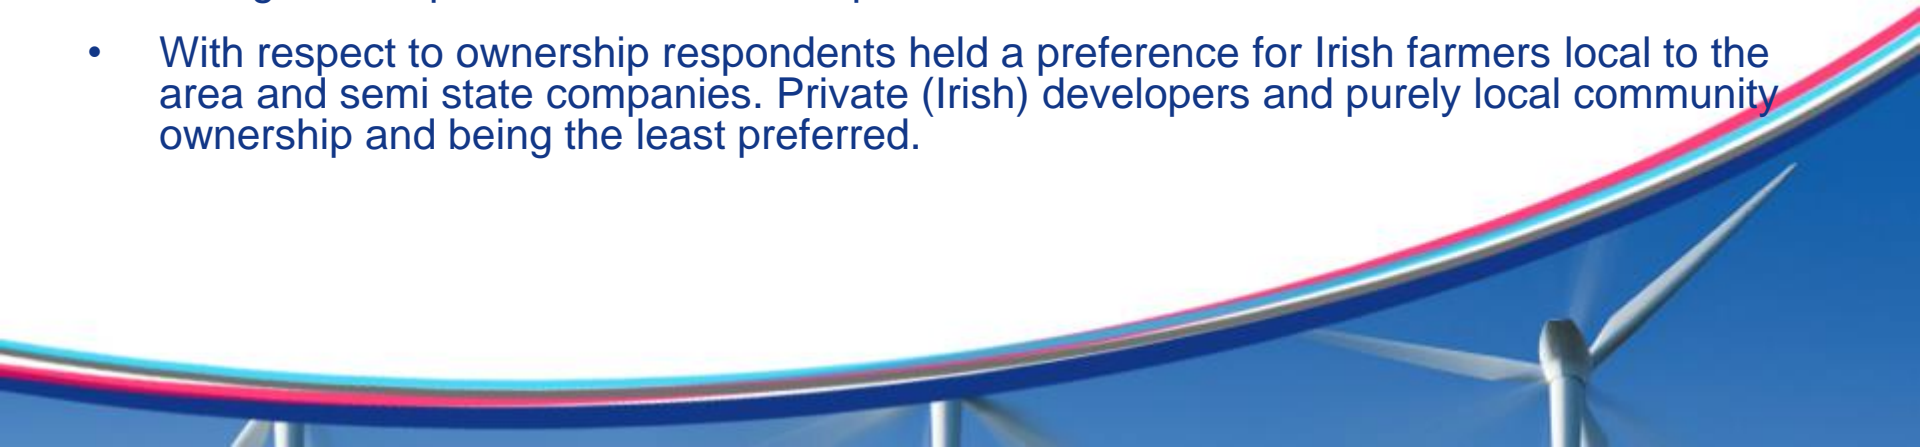 • With respect to ownership respondents held a preference for Irish farmers local to the
area and semi state companies. Private (Irish) developers and purely local community
ownership and being the least preferred.